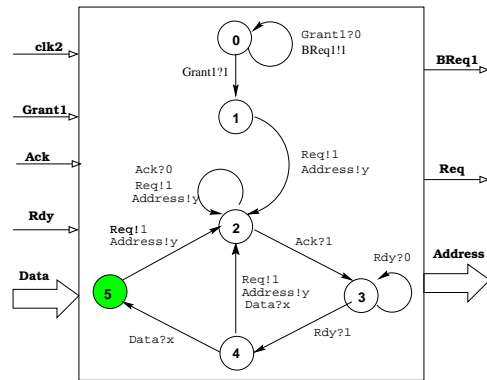 clk2
Grant1
Ack
Rdy
Data
0
Grant1?0
BReq1!1
Grant1?1
1
Req!1
Address!y
Ack?0
Req!1
Address!y
2
Req!1
Address!y
Ack?1
Rdy?0
5
Req!1
Address!y
Data?x
3
Data?x
Rdy?1
4
BReq1
Req
Address